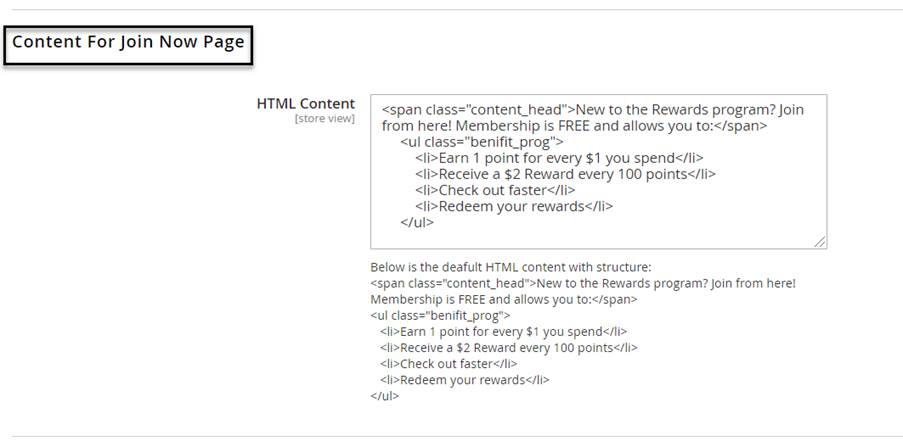 Content For Join Now Page
HTML Content
[store view]
<span class="content_head">New to the Rewards program? Join
from here! Membership is FREE and allows you to:</span>
<ul class="benifit_prog">
<li>Earn 1 point for every $1 you spend</li>
<li>Receive a $2 Reward every 100 points</li>
<li>Check out faster</li>
<li>Redeem your rewards</li>
</ul>
Below is the deafult HTML content with structure:
<span class="content_head">New to the Rewards program? Join from here!
Membership is FREE and allows you to:</span>
<ul class="benifit_prog">
<li>Earn 1 point for every $1 you spend</li>
<li>Receive a $2 Reward every 100 points</li>
<li>Check out faster</li>
<li>Redeem your rewards</li>
</ul>